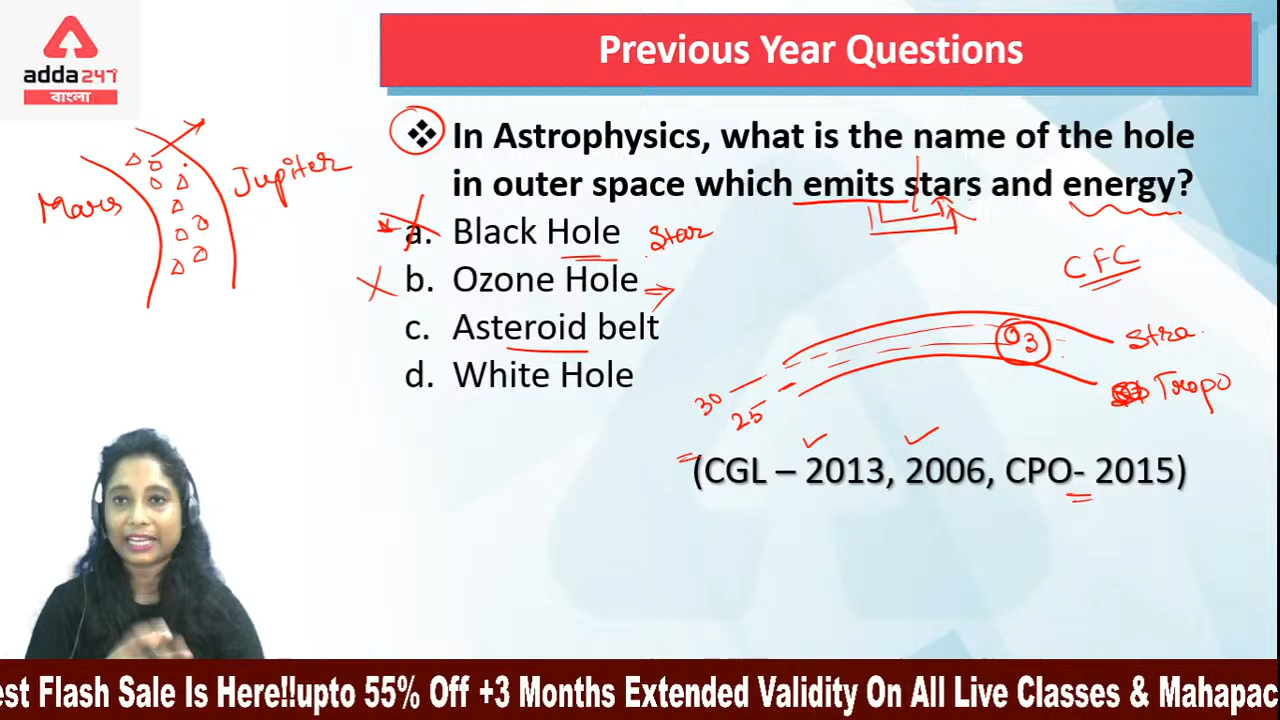 adda247
বাংলা
Previous Year Questions
In Astrophysics, what is the name of the hole
in outer space which emits stars and energy?
a. Black Hole
Star
b. Ozone Hole
c. Asteroid belt
d. White Hole
Mars
Jupiter
CFC
O3
Stra
Tropo
30
25
(CGL – 2013, 2006, CPO- 2015)
est Flash Sale Is Here!!upto 55% Off +3 Months Extended Validity On All Live Classes & Mahapac